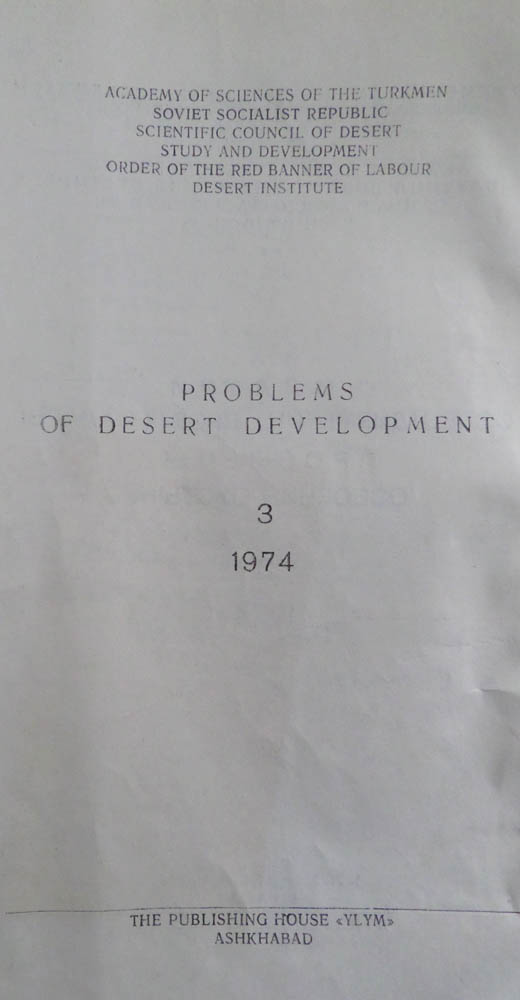 ACADEMY OF SCIENCES OF THE TURKMEN
SOVIET SOCIALIST REPUBLIC
SCIENTIFIC COUNCIL OF DESERT
STUDY AND DEVELOPMENT
ORDER OF THE RED BANNER OF LABOUR
DESERT INSTITUTE
PROBLEMS
OF DESERT DEVELOPMENT
3
1974
THE PUBLISHING HOUSE «YLYM»
ASHKHABAD